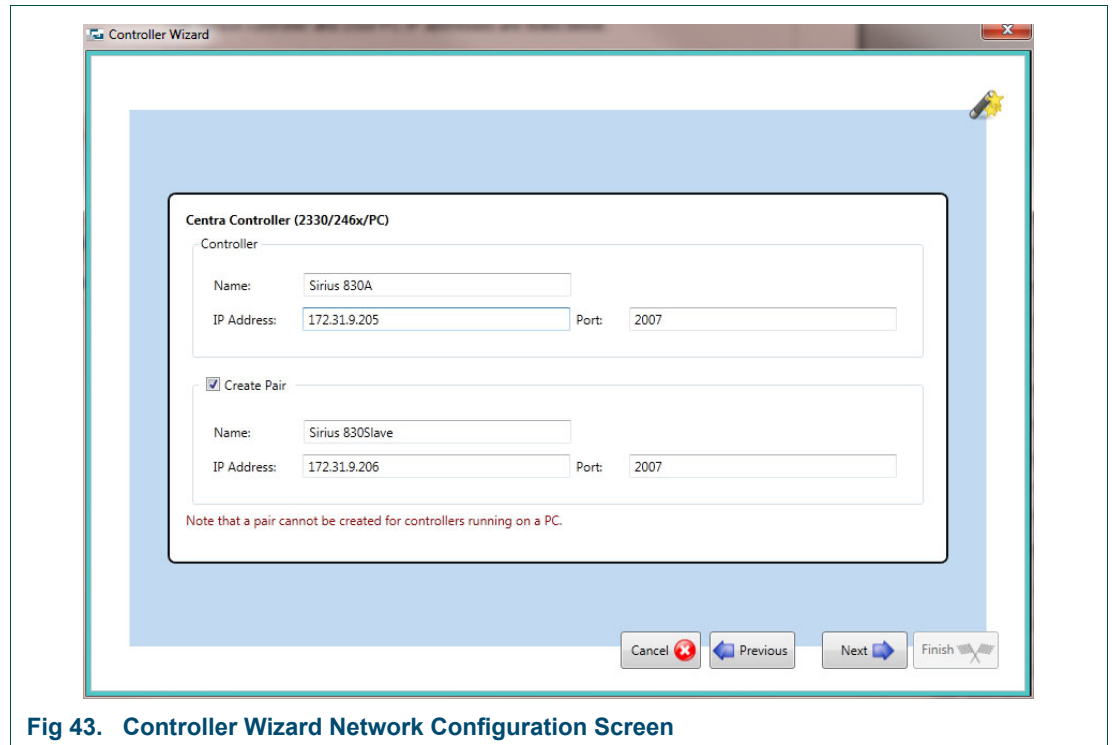 Controller Wizard
Centra Controller (2330/246x/PC)
Controller
Name: Sirius 830A
IP Address: 172.31.9.205 Port: 2007
Create Pair
Name: Sirius 830Slave
IP Address: 172.31.9.206 Port: 2007
Note that a pair cannot be created for controllers running on a PC.
Cancel Previous Next Finish
Fig 43. Controller Wizard Network Configuration Screen